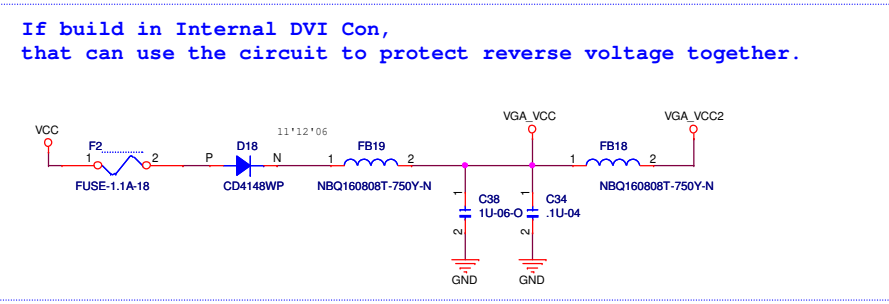 If build in Internal DVI Con,
that can use the circuit to protect reverse voltage together.
VGA_VCC VGA_VCC2
VCC 11'12'06
F2 D18 FB19 FB18
1 2 P N 1 2 1 2
FUSE-1.1A-18 CD4148WP NBQ160808T-750Y-N NBQ160808T-750Y-N
1 1
C38 C34
1U-06-O .1U-04
2 2
GND GND